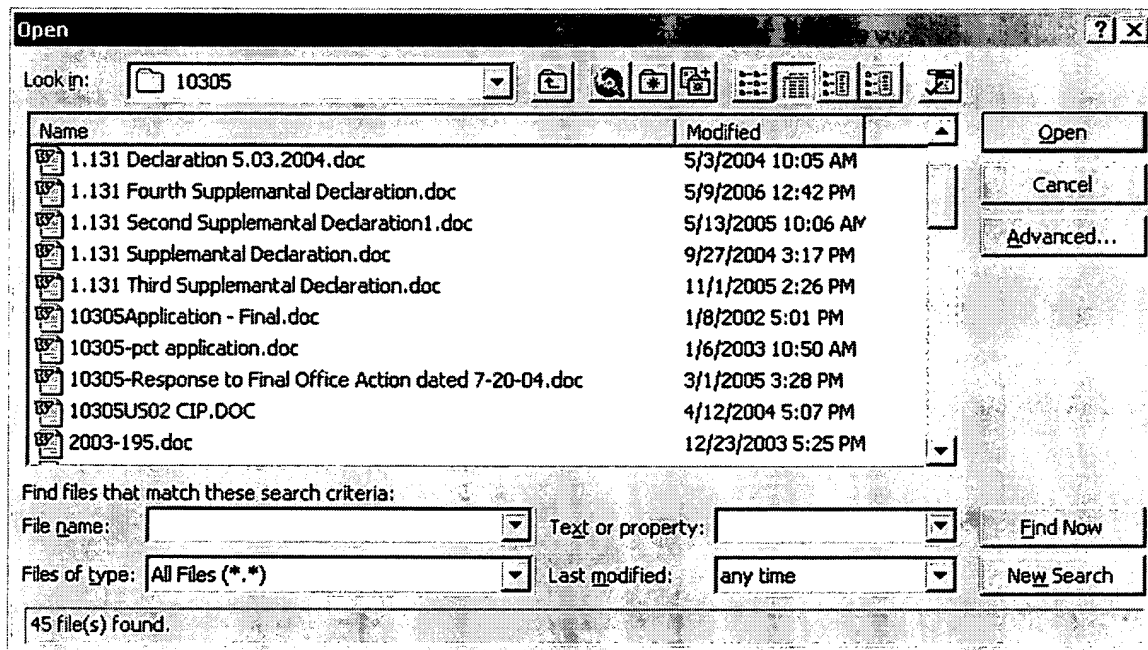 Open
Look in: 10305
Name Modified
1.131 Declaration 5.03.2004.doc 5/3/2004 10:05 AM
1.131 Fourth Supplemantal Declaration.doc 5/9/2006 12:42 PM
1.131 Second Supplemantal Declaration1.doc 5/13/2005 10:06 AM
1.131 Supplemantal Declaration.doc 9/27/2004 3:17 PM
1.131 Third Supplemantal Declaration.doc 11/1/2005 2:26 PM
10305Application - Final.doc 1/8/2002 5:01 PM
10305-pct application.doc 1/6/2003 10:50 AM
10305-Response to Final Office Action dated 7-20-04.doc 3/1/2005 3:28 PM
10305US02 CIP.DOC 4/12/2004 5:07 PM
2003-195.doc 12/23/2003 5:25 PM
Open
Cancel
Advanced...
Find files that match these search criteria:
File name: Text or property: Find Now
Files of type: All Files (*.*) Last modified: any time New Search
45 file(s) found.